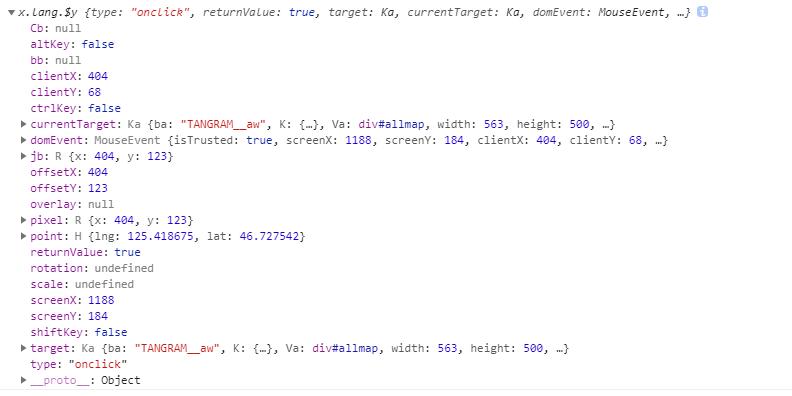 ▼x.lang.$y {type: "onclick", returnValue: true, target: Ka, currentTarget: Ka, domEvent: MouseEvent, …} i
Cb: null
altKey: false
bb: null
clientX: 404
clientY: 68
ctrlKey: false
▶currentTarget: Ka {ba: "TANGRAM__aw", K: {…}, Va: div#allmap, width: 563, height: 500, …}
▶domEvent: MouseEvent {isTrusted: true, screenX: 1188, screenY: 184, clientX: 404, clientY: 68, …}
▶jb: R {x: 404, y: 123}
offsetX: 404
offsetY: 123
overlay: null
▶pixel: R {x: 404, y: 123}
▶point: H {lng: 125.418675, lat: 46.727542}
returnValue: true
rotation: undefined
scale: undefined
screenX: 1188
screenY: 184
shiftKey: false
▶target: Ka {ba: "TANGRAM__aw", K: {…}, Va: div#allmap, width: 563, height: 500, …}
type: "onclick"
▶__proto__: Object